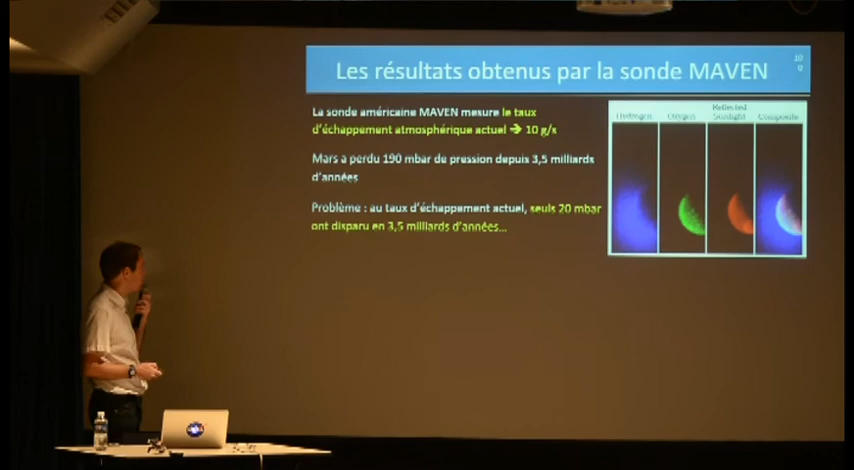 Les résultats obtenus par la sonde MAVEN
La sonde américaine MAVEN mesure le taux
d'échappement atmosphérique actuel → 10 g/s
Mars a perdu 190 mbar de pression depuis 3,5 milliards
d'années
Problème : au taux d'échappement actuel, seuls 20 mbar
ont disparu en 3,5 milliards d'années...
Hydrogen Oxygen Reflected Sunlight Composite